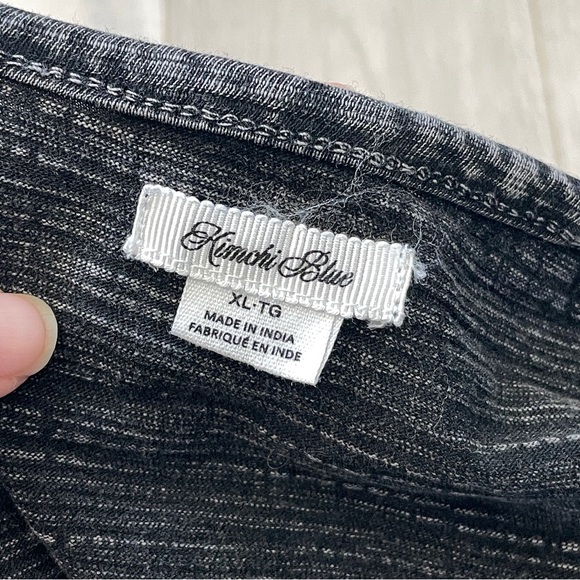 Kimchi Blue
XL·TG
MADE IN INDIA
FABRIQUÉ EN INDE